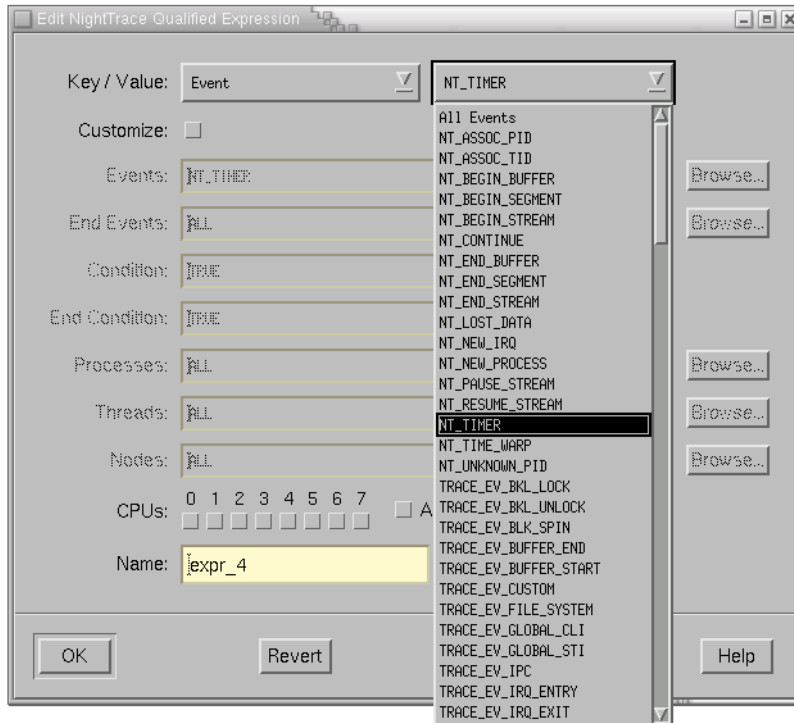 Edit NightTrace Qualified Expression
Key / Value: Event NT_TIMER
All Events
NT_ASSOC_PID
Customize:
NT_ASSOC_TID
Events: NT_TIMER
NT_BEGIN_BUFFER Browse...
NT_BEGIN_SEGMENT
End Events: ALL
NT_BEGIN_STREAM Browse...
NT_CONTINUE
Condition: TRUE
NT_END_BUFFER
NT_END_SEGMENT
NT_END_STREAM
End Condition: TRUE
NT_LOST_DATA
NT_NEW_IRQ
Processes: ALL
NT_NEW_PROCESS Browse...
NT_PAUSE_STREAM
NT_RESUME_STREAM
Threads: ALL
NT_TIMER Browse...
NT_TIME_WARP
Nodes: ALL
NT_UNKNOWN_PID Browse...
TRACE_EV_BKL_LOCK
0 1 2 3 4 5 6 7
CPUs: A
TRACE_EV_BKL_UNLOCK
TRACE_EV_BLK_SPIN
TRACE_EV_BUFFER_END
Name: expr_4
TRACE_EV_BUFFER_START
TRACE_EV_CUSTOM
TRACE_EV_FILE_SYSTEM
TRACE_EV_GLOBAL_CLI
TRACE_EV_GLOBAL_STI
OK Revert Help
TRACE_EV_IPC
TRACE_EV_IRQ_ENTRY
TRACE_EV_IRQ_EXIT